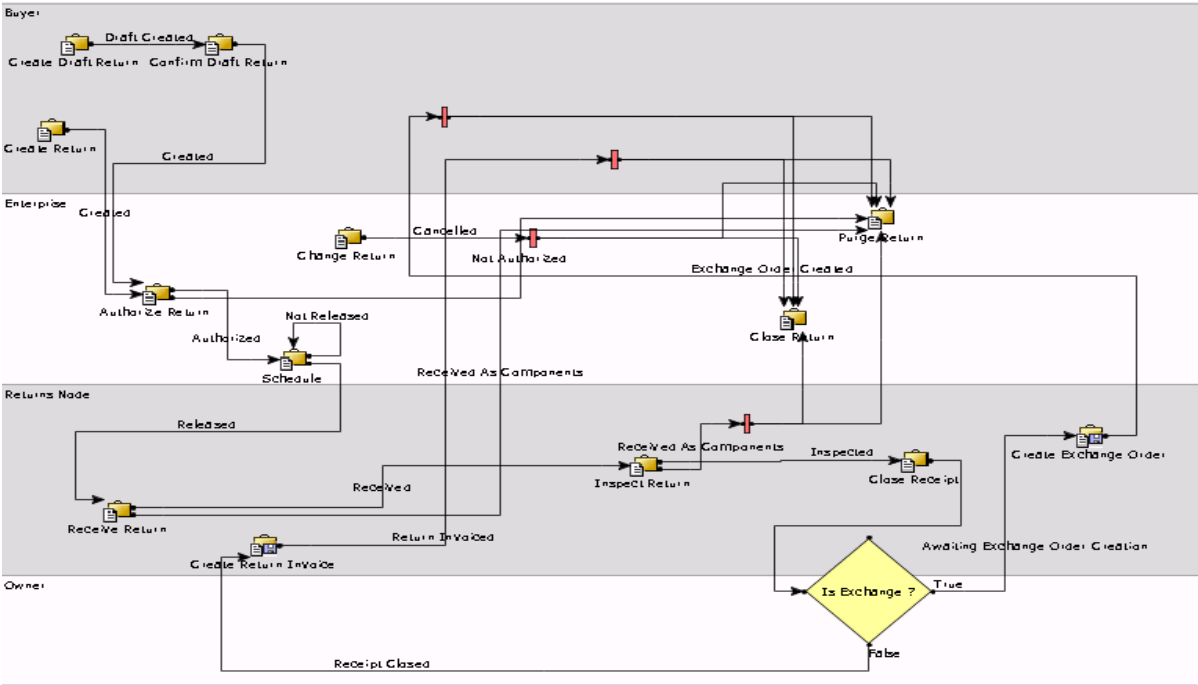 Buyer
Draft Created
Create Draft Return
Confirm Draft Return
Create Return
Created
Enterprise
Created
Cancelled
Change Return
Not Authorized
Purge Return
Exchange Order Created
Authorize Return
Not Released
Close Return
Authorized
Schedule
Received As Components
Returns Node
Released
Received As Components
Inspected
Create Exchange Order
Inspect Return
Close Receipt
Received
Receive Return
Return Invoiced
Awaiting Exchange Order Creation
Create Return Invoice
Owner
Is Exchange ?
True
False
Receipt Closed